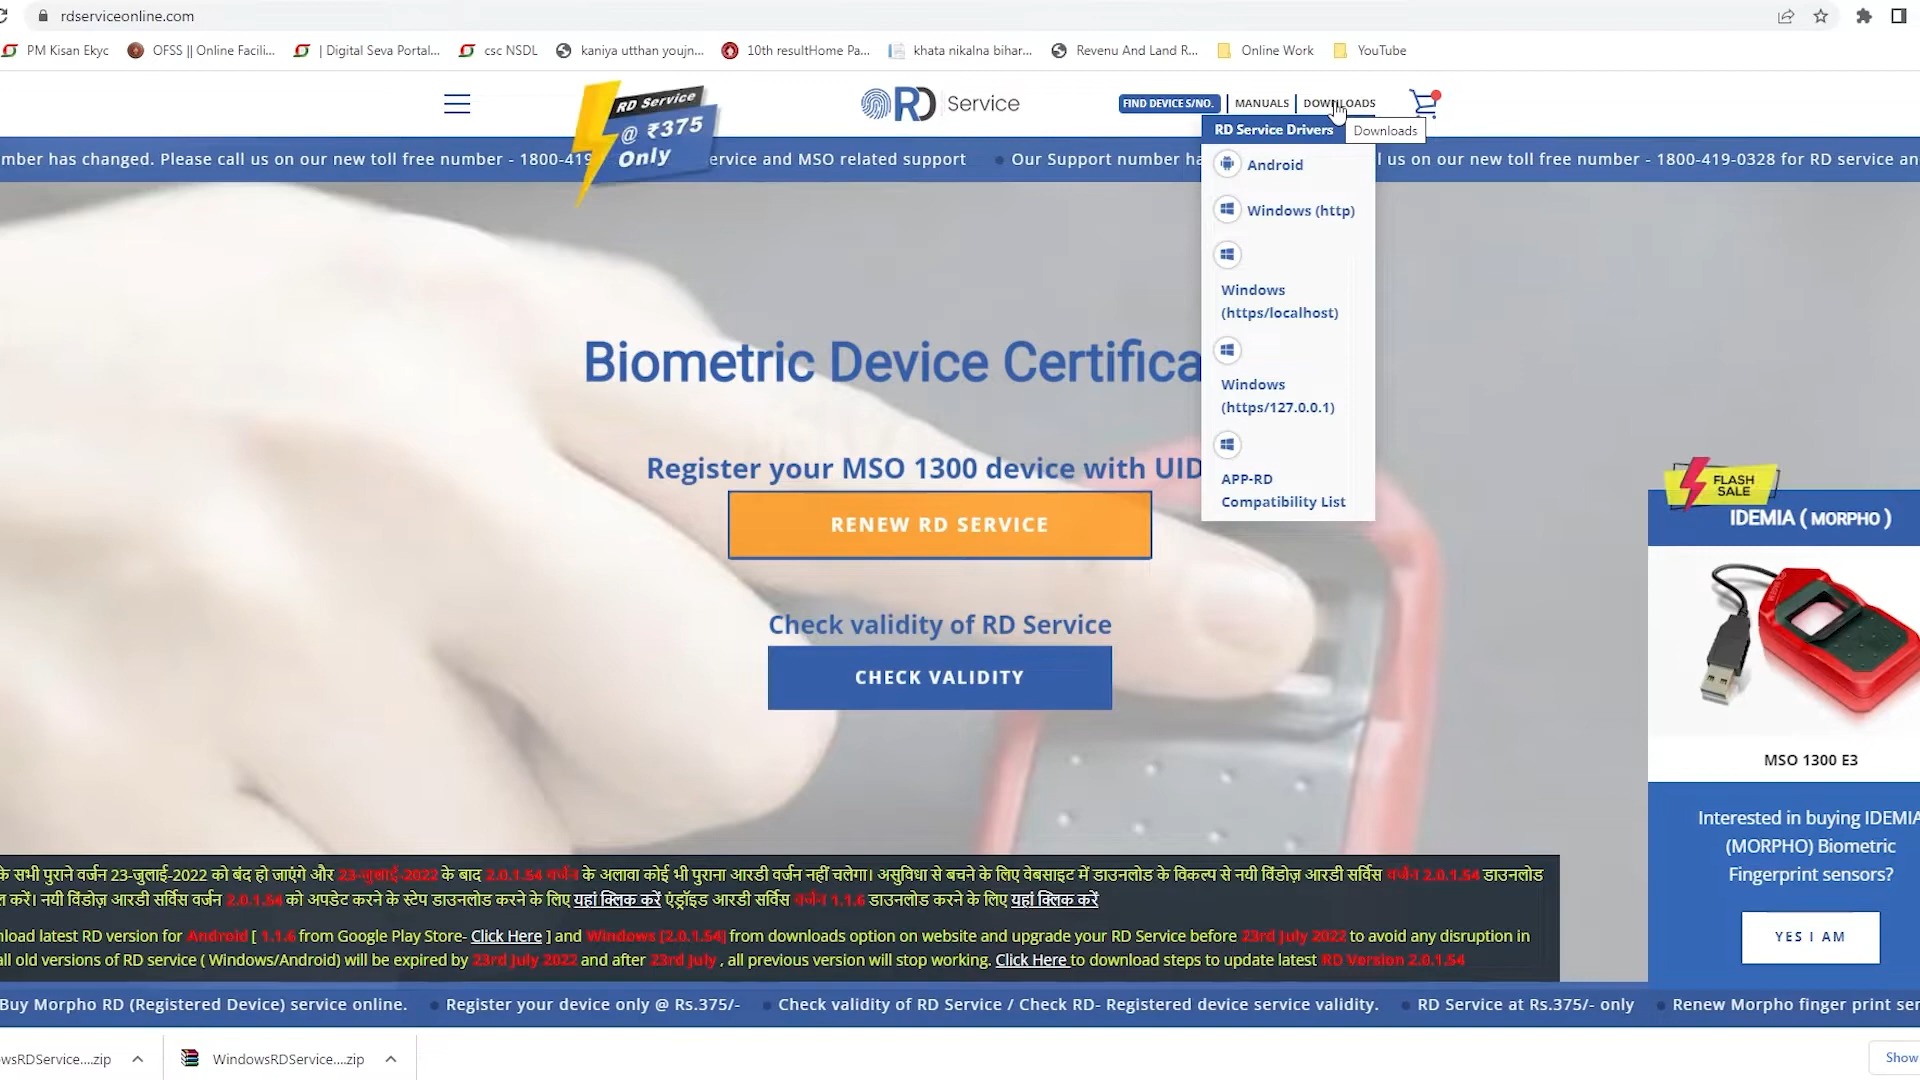 rdserviceonline.com
PM Kisan Ekyc
OFSS || Online Facili...
| Digital Seva Portal...
csc NSDL
kaniya utthan youjn...
10th resultHome Pa...
khata nikalna bihar...
Revenu And Land R...
Online Work
YouTube
RD Service
@ ₹375
Only
RD Service
FIND DEVICE S/NO.
MANUALS
DOWNLOADS
RD Service Drivers
Downloads
mber has changed. Please call us on our new toll free number - 1800-419
ervice and MSO related support
Our Support number ha
l us on our new toll free number - 1800-419-0328 for RD service an
Android
Windows (http)
Windows
(https/localhost)
Windows
(https/127.0.0.1)
APP-RD
Compatibility List
Biometric Device Certifica
Register your MSO 1300 device with UID
RENEW RD SERVICE
Check validity of RD Service
CHECK VALIDITY
FLASH
SALE
IDEMIA ( MORPHO )
MSO 1300 E3
Interested in buying IDEMIA
(MORPHO) Biometric
Fingerprint sensors?
YES I AM
के सभी पुराने वर्जन 23-जुलाई-2022 को बंद हो जाएंगे और 23-जुलाई-2022 के बाद 2.0.1.54 वर्जन के अलावा कोई भी पुराना आरडी वर्जन नहीं चलेगा। असुविधा से बचने के लिए वेबसाइट में डाउनलोड के विकल्प से नयी विंडोज़ आरडी सर्विस वर्जन 2.0.1.54 डाउनलोड
करें। नयी विंडोज़ आरडी सर्विस वर्जन 2.0.1.54 को अपडेट करने के स्टेप डाउनलोड करने के लिए यहां क्लिक करें एंड्रॉइड आरडी सर्विस वर्जन 1.1.6 डाउनलोड करने के लिए यहां क्लिक करें
nload latest RD version for Android [ 1.1.6 from Google Play Store- Click Here ] and Windows [2.0.1.54] from downloads option on website and upgrade your RD Service before 23rd July 2022 to avoid any disruption in
all old versions of RD service ( Windows/Android) will be expired by 23rd July 2022 and after 23rd July , all previous version will stop working. Click Here to download steps to update latest RD Version 2.0.1.54
Buy Morpho RD (Registered Device) service online.
Register your device only @ Rs.375/-
Check validity of RD Service / Check RD- Registered device service validity.
RD Service at Rs.375/- only
Renew Morpho finger print ser
wsRDService....zip
WindowsRDService....zip
Show